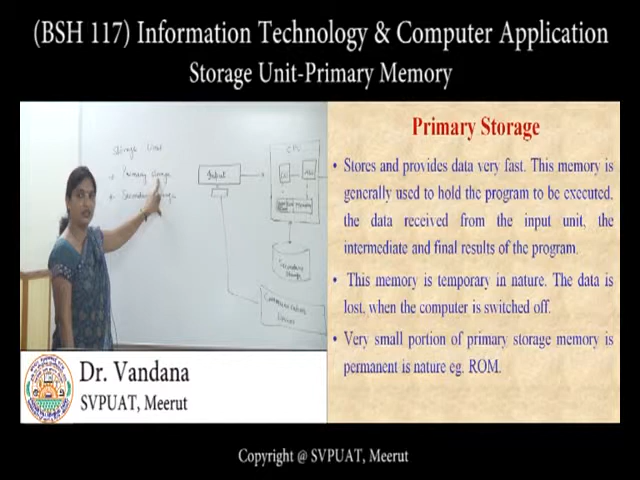 (BSH 117) Information Technology & Computer Application
Storage Unit-Primary Memory
Storage Unit
Primary Storage
Secondary Storage
Input
CPU
CU
ALU
Secondary
Storage
Communication
Devices
Primary Storage
• Stores and provides data very fast. This memory is
generally used to hold the program to be executed,
the data received from the input unit, the
intermediate and final results of the program.
• This memory is temporary in nature. The data is
lost, when the computer is switched off.
• Very small portion of primary storage memory is
permanent is nature eg. ROM.
Dr. Vandana
SVPUAT, Meerut
Copyright @ SVPUAT, Meerut